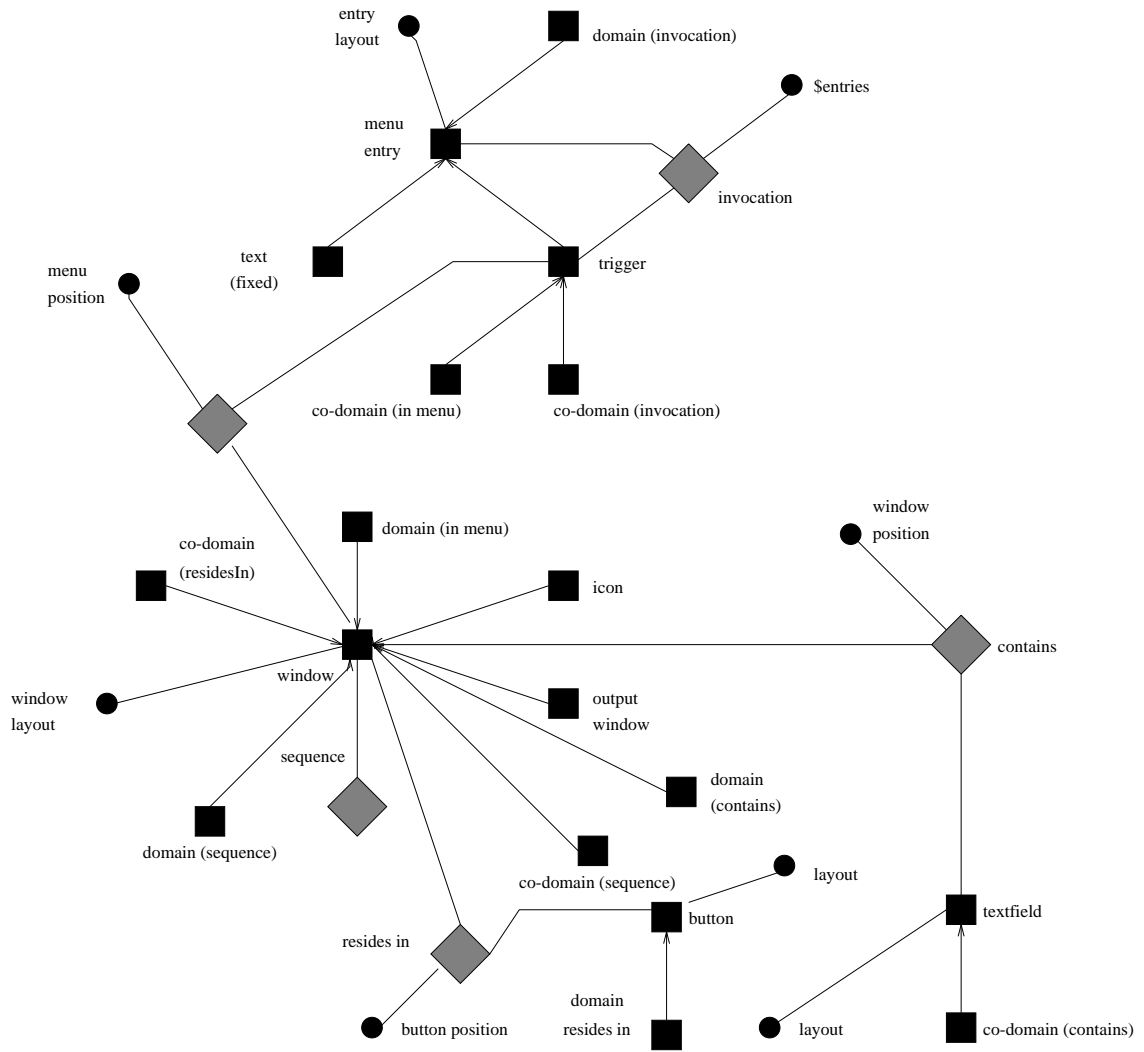 entry
layout
domain (invocation)
$entries
menu
entry
invocation
text
(fixed)
trigger
menu
position
co-domain (in menu)
co-domain (invocation)
window
position
domain (in menu)
co-domain
(residesIn)
icon
contains
window
window
layout
output
window
sequence
domain
(contains)
domain (sequence)
co-domain (sequence)
layout
button
textfield
resides in
domain
resides in
button position
layout
co-domain (contains)